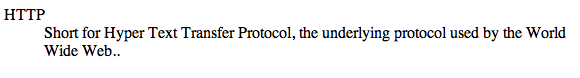 HTTP
Short for Hyper Text Transfer Protocol, the underlying protocol used by the World
Wide Web..